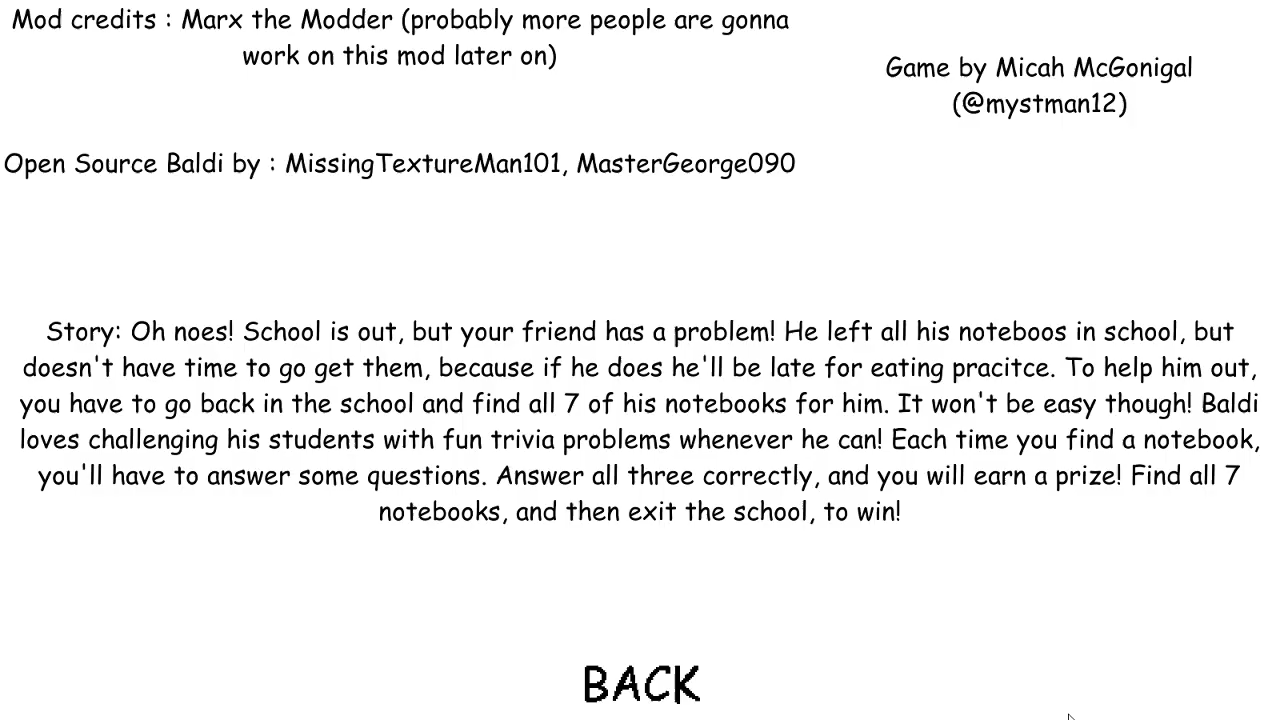 Mod credits : Marx the Modder (probably more people are gonna
work on this mod later on)
Game by Micah McGonigal
(@mystman12)
Open Source Baldi by : MissingTextureMan101, MasterGeorge090
Story: Oh noes! School is out, but your friend has a problem! He left all his noteboos in school, but
doesn't have time to go get them, because if he does he'll be late for eating pracitce. To help him out,
you have to go back in the school and find all 7 of his notebooks for him. It won't be easy though! Baldi
loves challenging his students with fun trivia problems whenever he can! Each time you find a notebook,
you'll have to answer some questions. Answer all three correctly, and you will earn a prize! Find all 7
notebooks, and then exit the school, to win!
BACK